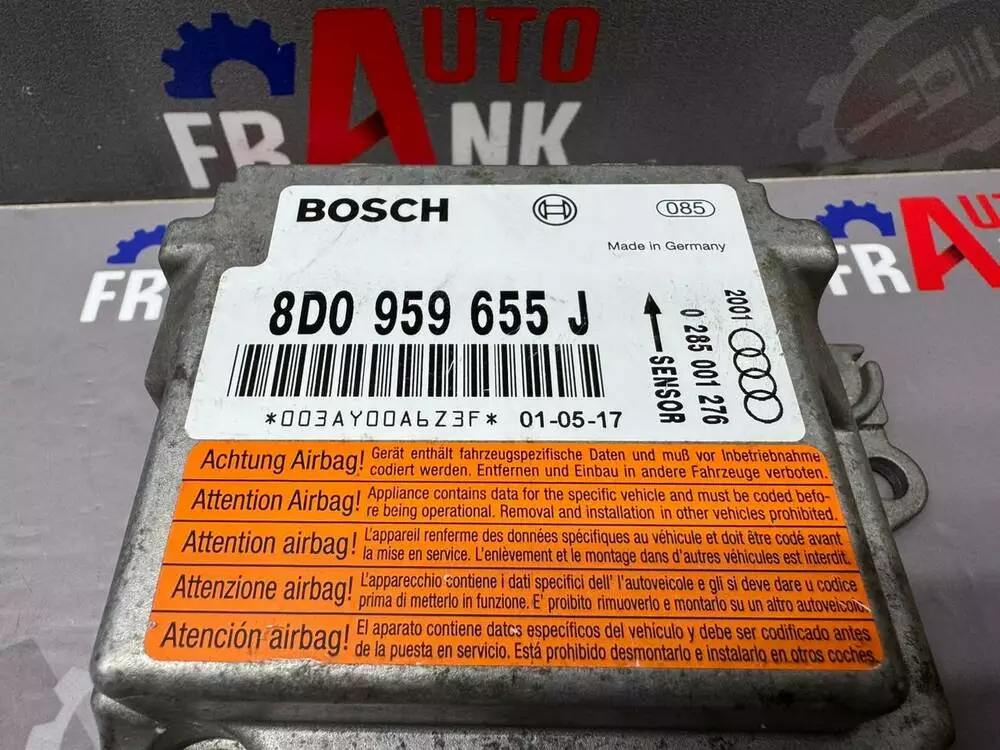 AUTO
FRANK
BOSCH
085
Made in Germany
8D0 959 655 J
SENSOR
0 285 001 276
2001
*003AY00A6Z3F* 01-05-17
Achtung Airbag! Gerät enthält fahrzeugspezifische Daten und muß vor Inbetriebnahme
codiert werden. Entfernen und Einbau in andere Fahrzeuge verboten.
Attention Airbag! Appliance contains data for the specific vehicle and must be coded befo-
re being operational. Removal and installation in other vehicles prohibited.
Attention airbag! L'appareil renferme des données spécifiques au véhicule et doit être codé avant
la mise en service. L'enlèvement et le montage dans d'autres véhicules est interdit.
Attenzione airbag! L'apparecchio contiene i dati specifici dell' l'autoveicole e gli si deve dare u codice
prima di metterlo in funzione. E' proibito rimuoverlo e montarlo su un altro autoveicolo
Atención airbag! El aparato contiene datos específicos del vehículo y debe ser codificado antes
de la puesta en servicio. Está prohibido desmontarlo e instalarlo en otros coches.
FR
AUTO
FRANK